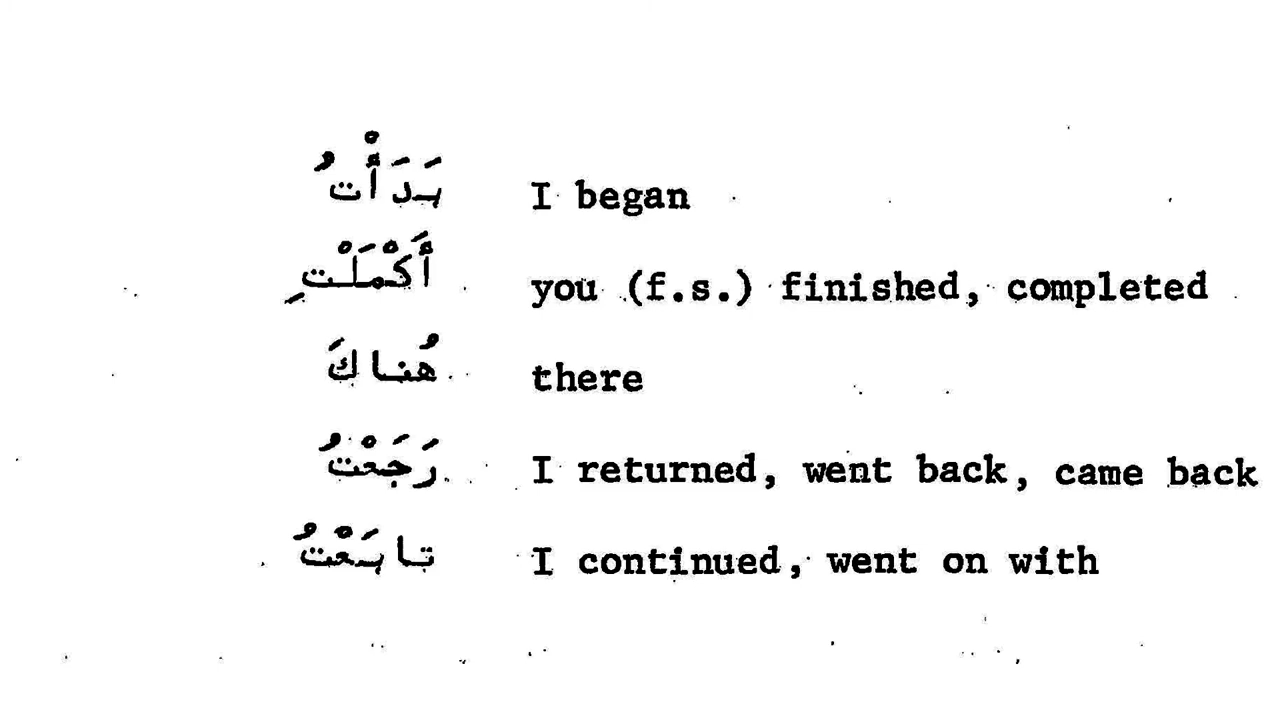 بَدَأْتُ I began
أَكْمَلْتِ you (f.s.) finished, completed
هُناكَ there
رَجَعْتُ I returned, went back, came back
تابَعْتُ I continued, went on with